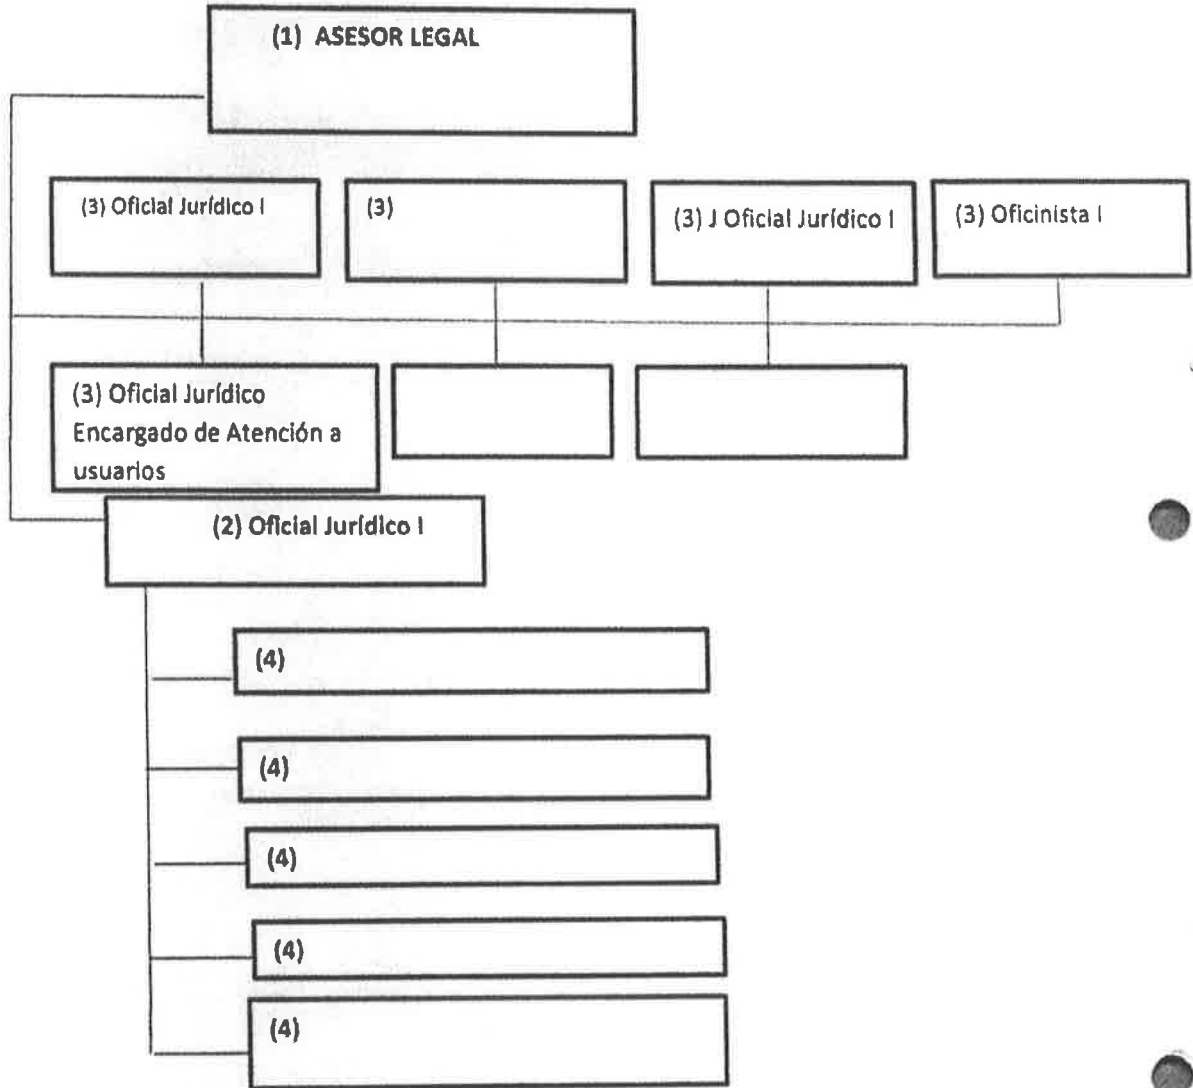 (1) ASESOR LEGAL
(3) Oficial Jurídico I
(3)
(3) J Oficial Jurídico I
(3) Oficinista I
(3) Oficial Jurídico
Encargado de Atención a
usuarios
(2) Oficial Jurídico I
(4)
(4)
(4)
(4)
(4)